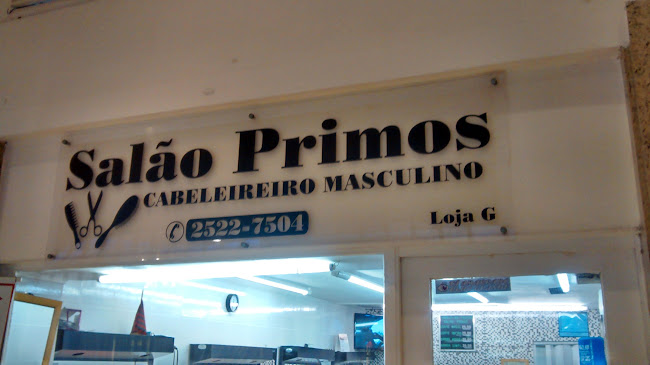 Salão Primos
CABELEIREIRO MASCULINO
2522-7504
Loja G